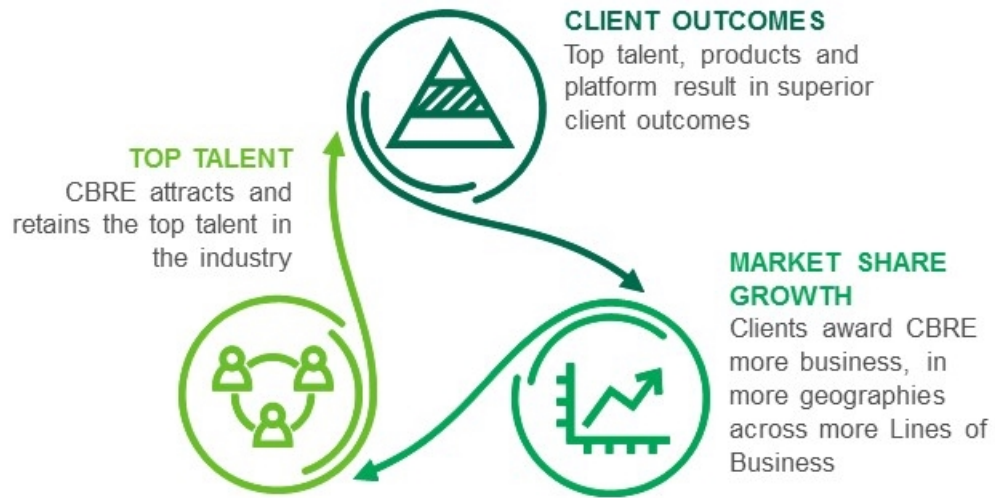 CLIENT OUTCOMES
Top talent, products and
platform result in superior
client outcomes
TOP TALENT
CBRE attracts and
retains the top talent in
the industry
MARKET SHARE
GROWTH
Clients award CBRE
more business, in
more geographies
across more Lines of
Business